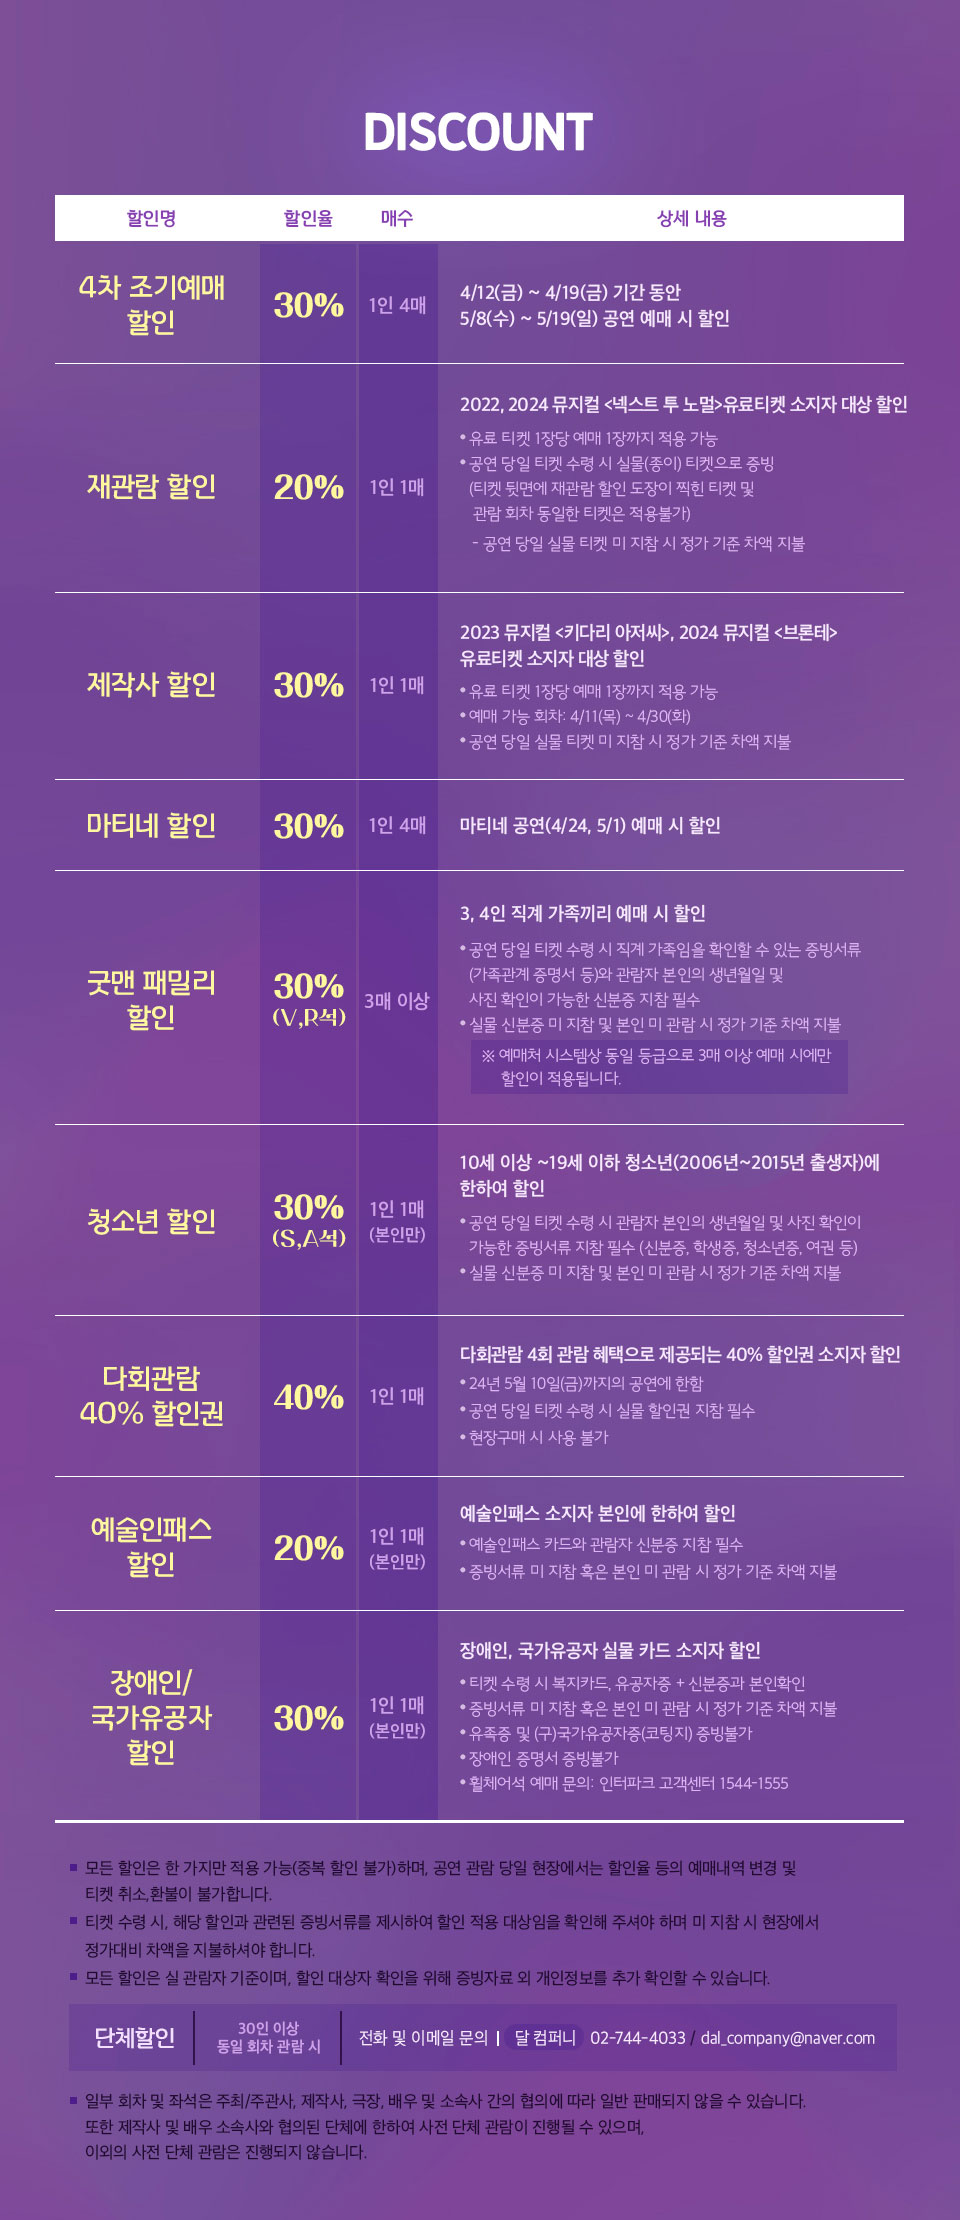 DISCOUNT
할인명 할인율 매수 상세 내용
4차 조기예매
할인
30%
1인 4매
4/12(금) ~ 4/19(금) 기간 동안
5/8(수) ~ 5/19(일) 공연 예매 시 할인
재관람 할인
20%
1인 1매
2022, 2024 뮤지컬 <넥스트 투 노멀>유료티켓 소지자 대상 할인
• 유료 티켓 1장당 예매 1장까지 적용 가능
• 공연 당일 티켓 수령 시 실물(종이) 티켓으로 증빙
(티켓 뒷면에 재관람 할인 도장이 찍힌 티켓 및
관람 회차 동일한 티켓은 적용불가)
- 공연 당일 실물 티켓 미 지참 시 정가 기준 차액 지불
제작사 할인
30%
1인 1매
2023 뮤지컬 <키다리 아저씨>, 2024 뮤지컬 <브론테>
유료티켓 소지자 대상 할인
• 유료 티켓 1장당 예매 1장까지 적용 가능
• 예매 가능 회차: 4/11(목) ~ 4/30(화)
• 공연 당일 실물 티켓 미 지참 시 정가 기준 차액 지불
마티네 할인
30%
1인 4매
마티네 공연(4/24, 5/1) 예매 시 할인
굿맨 패밀리
할인
30%
(V,R석)
3매 이상
3, 4인 직계 가족끼리 예매 시 할인
• 공연 당일 티켓 수령 시 직계 가족임을 확인할 수 있는 증빙서류
(가족관계 증명서 등)와 관람자 본인의 생년월일 및
사진 확인이 가능한 신분증 지참 필수
• 실물 신분증 미 지참 및 본인 미 관람 시 정가 기준 차액 지불
※ 예매처 시스템상 동일 등급으로 3매 이상 예매 시에만
할인이 적용됩니다.
청소년 할인
30%
(S,A석)
1인 1매
(본인만)
10세 이상 ~19세 이하 청소년(2006년~2015년 출생자)에
한하여 할인
• 공연 당일 티켓 수령 시 관람자 본인의 생년월일 및 사진 확인이
가능한 증빙서류 지참 필수 (신분증, 학생증, 청소년증, 여권 등)
• 실물 신분증 미 지참 및 본인 미 관람 시 정가 기준 차액 지불
다회관람
40% 할인권
40%
1인 1매
다회관람 4회 관람 혜택으로 제공되는 40% 할인권 소지자 할인
• 24년 5월 10일(금)까지의 공연에 한함
• 공연 당일 티켓 수령 시 실물 할인권 지참 필수
• 현장구매 시 사용 불가
예술인패스
할인
20%
1인 1매
(본인만)
예술인패스 소지자 본인에 한하여 할인
• 예술인패스 카드와 관람자 신분증 지참 필수
• 증빙서류 미 지참 혹은 본인 미 관람 시 정가 기준 차액 지불
장애인/
국가유공자
할인
30%
1인 1매
(본인만)
장애인, 국가유공자 실물 카드 소지자 할인
• 티켓 수령 시 복지카드, 유공자증 + 신분증과 본인확인
• 증빙서류 미 지참 혹은 본인 미 관람 시 정가 기준 차액 지불
• 유족증 및 (구)국가유공자증(코팅지) 증빙불가
• 장애인 증명서 증빙불가
• 휠체어석 예매 문의: 인터파크 고객센터 1544-1555
■ 모든 할인은 한 가지만 적용 가능(중복 할인 불가)하며, 공연 관람 당일 현장에서는 할인율 등의 예매내역 변경 및
티켓 취소,환불이 불가합니다.
■ 티켓 수령 시, 해당 할인과 관련된 증빙서류를 제시하여 할인 적용 대상임을 확인해 주셔야 하며 미 지참 시 현장에서
정가대비 차액을 지불하셔야 합니다.
■ 모든 할인은 실 관람자 기준이며, 할인 대상자 확인을 위해 증빙자료 외 개인정보를 추가 확인할 수 있습니다.
단체할인
30인 이상
동일 회차 관람 시
전화 및 이메일 문의 | 달 컴퍼니 02-744-4033 / dal_company@naver.com
■ 일부 회차 및 좌석은 주최/주관사, 제작사, 극장, 배우 및 소속사 간의 협의에 따라 일반 판매되지 않을 수 있습니다.
또한 제작사 및 배우 소속사와 협의된 단체에 한하여 사전 단체 관람이 진행될 수 있으며,
이외의 사전 단체 관람은 진행되지 않습니다.